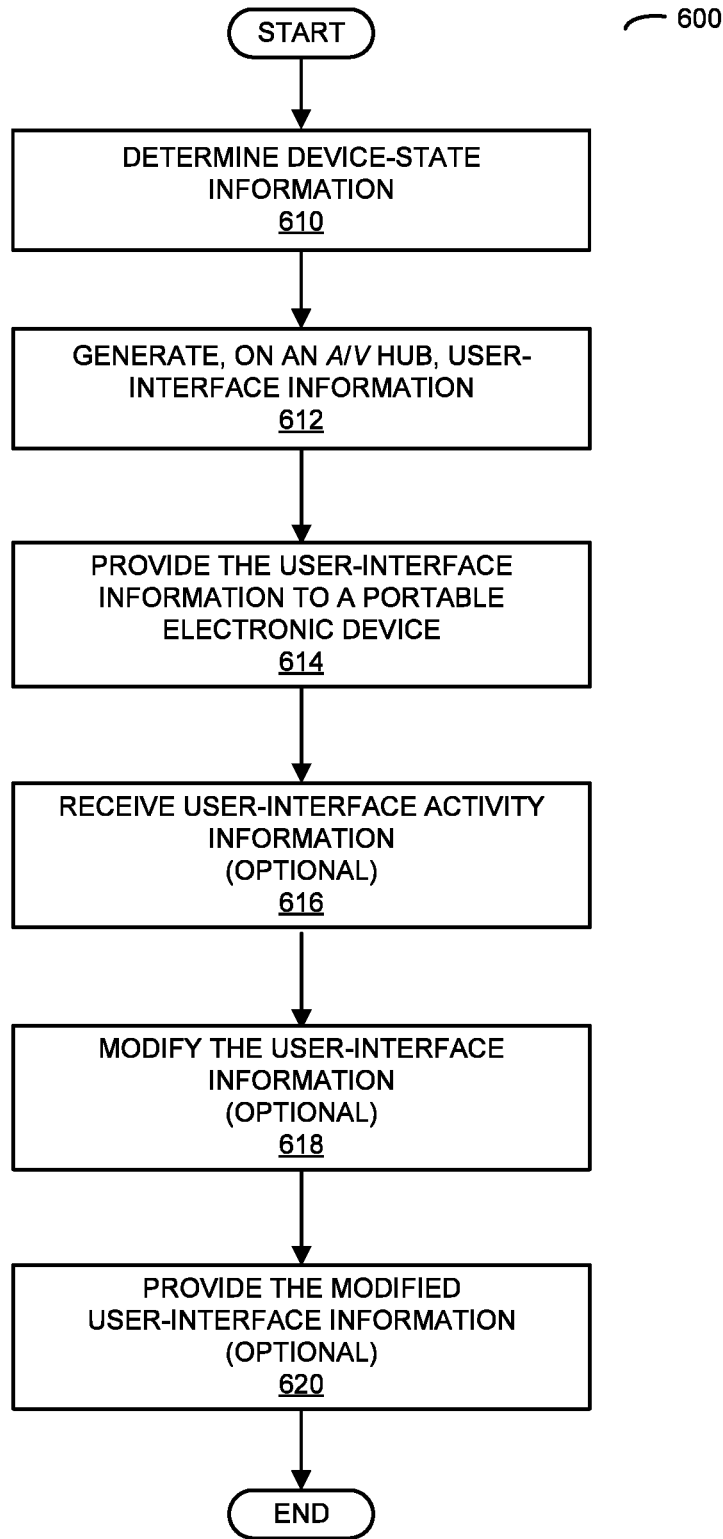 START
600
DETERMINE DEVICE-STATE
INFORMATION
610
GENERATE, ON AN A/V HUB, USER-
INTERFACE INFORMATION
612
PROVIDE THE USER-INTERFACE
INFORMATION TO A PORTABLE
ELECTRONIC DEVICE
614
RECEIVE USER-INTERFACE ACTIVITY
INFORMATION
(OPTIONAL)
616
MODIFY THE USER-INTERFACE
INFORMATION
(OPTIONAL)
618
PROVIDE THE MODIFIED
USER-INTERFACE INFORMATION
(OPTIONAL)
620
END